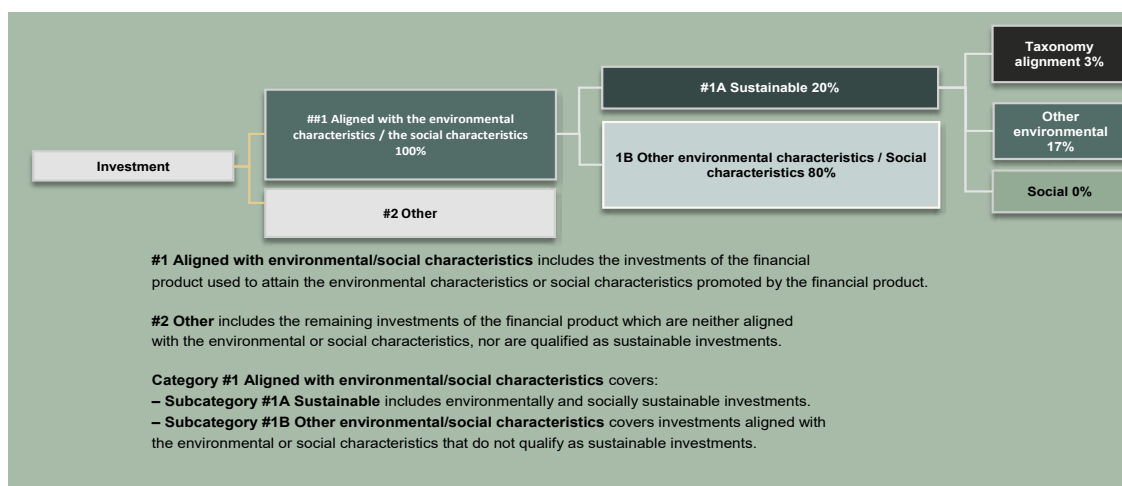 Taxonomy
alignment 3%
#1A Sustainable 20%
##1 Aligned with the environmental
characteristics / the social characteristics
100%
Other
environmental
17%
1B Other environmental characteristics / Social
characteristics 80%
Investment
Social 0%
#2 Other
#1 Aligned with environmental/social characteristics includes the investments of the financial
product used to attain the environmental characteristics or social characteristics promoted by the financial product.
#2 Other includes the remaining investments of the financial product which are neither aligned
with the environmental or social characteristics, nor are qualified as sustainable investments.
Category #1 Aligned with environmental/social characteristics covers:
– Subcategory #1A Sustainable includes environmentally and socially sustainable investments.
– Subcategory #1B Other environmental/social characteristics covers investments aligned with
the environmental or social characteristics that do not qualify as sustainable investments.